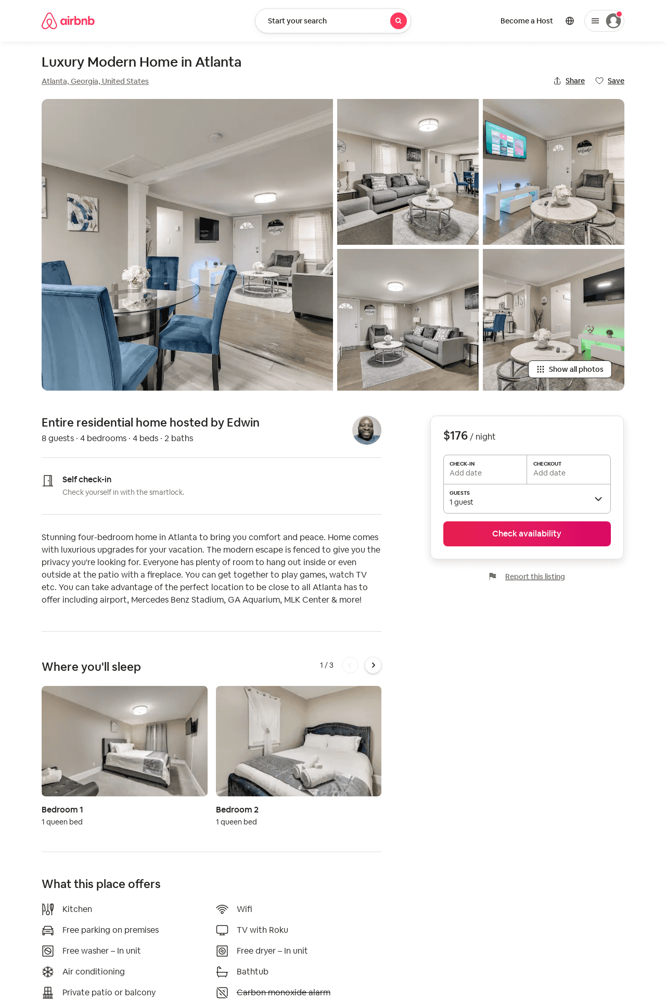 airbnb
Start your search
Become a Host
Luxury Modern Home in Atlanta
Atlanta, Georgia, United States
Share
Save
welcome
welcome
welcome
Show all photos
Entire residential home hosted by Edwin
8 guests · 4 bedrooms · 4 beds · 2 baths
$176 / night
CHECK-IN
Add date
CHECKOUT
Add date
GUESTS
1 guest
Check availability
Report this listing
Self check-in
Check yourself in with the smartlock.
Stunning four-bedroom home in Atlanta to bring you comfort and peace. Home comes
with luxurious upgrades for your vacation. The modern escape is fenced to give you the
privacy you're looking for. Everyone has plenty of room to hang out inside or even
outside at the patio with a fireplace. You can get together to play games, watch TV
etc. You can take advantage of the perfect location to be close to all Atlanta has to
offer including airport, Mercedes Benz Stadium, GA Aquarium, MLK Center & more!
Where you'll sleep
1 / 3
Bedroom 1
1 queen bed
Bedroom 2
1 queen bed
What this place offers
Kitchen
Wifi
Free parking on premises
TV with Roku
Free washer – In unit
Free dryer – In unit
Air conditioning
Bathtub
Private patio or balcony
Carbon monoxide alarm